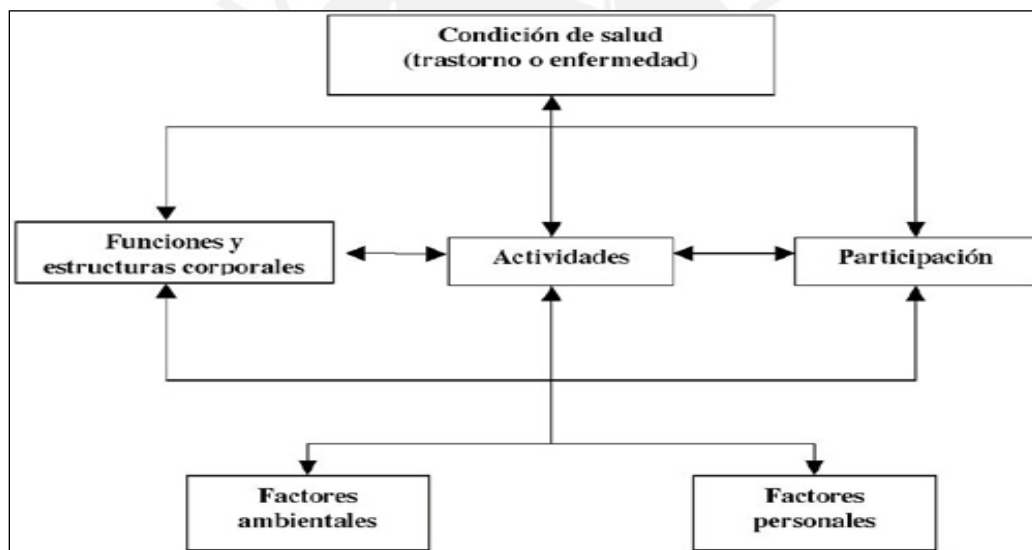 Condición de salud
(trastorno o enfermedad)
Funciones y
estructuras corporales
Actividades
Participación
Factores
ambientales
Factores
personales